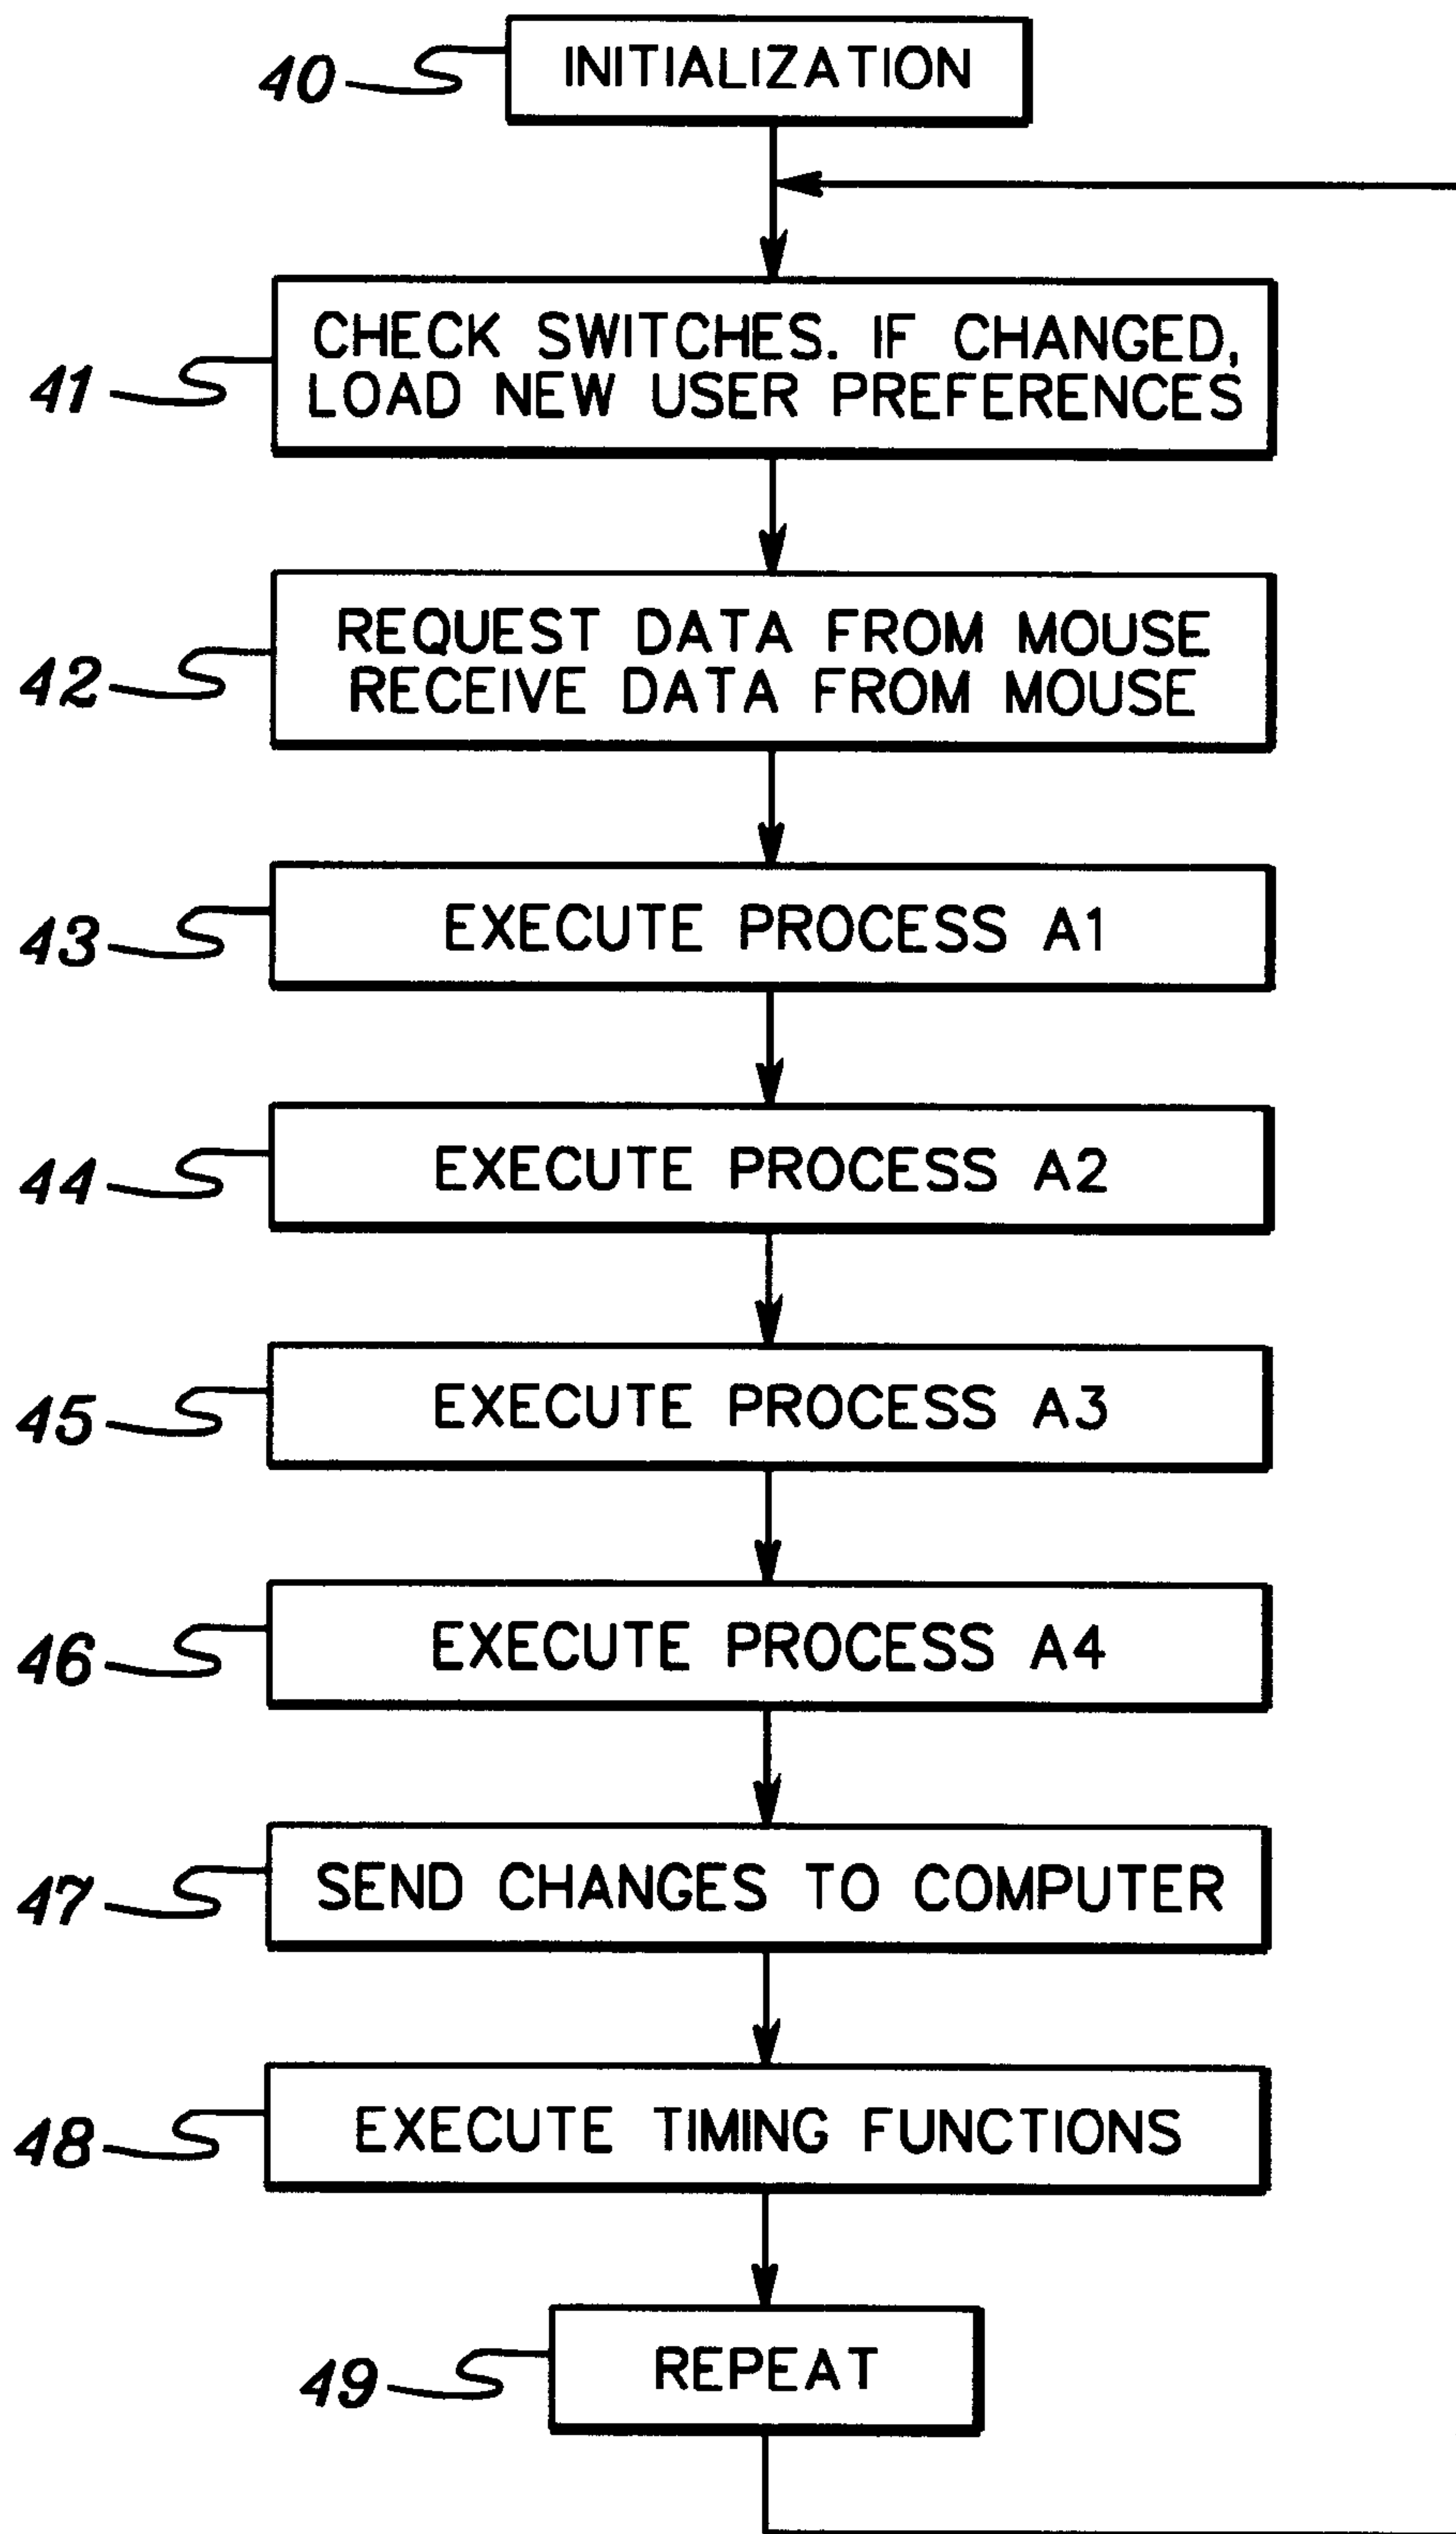 40 INITIALIZATION
41 CHECK SWITCHES. IF CHANGED,
LOAD NEW USER PREFERENCES
42 REQUEST DATA FROM MOUSE
RECEIVE DATA FROM MOUSE
43 EXECUTE PROCESS A1
44 EXECUTE PROCESS A2
45 EXECUTE PROCESS A3
46 EXECUTE PROCESS A4
47 SEND CHANGES TO COMPUTER
48 EXECUTE TIMING FUNCTIONS
49 REPEAT